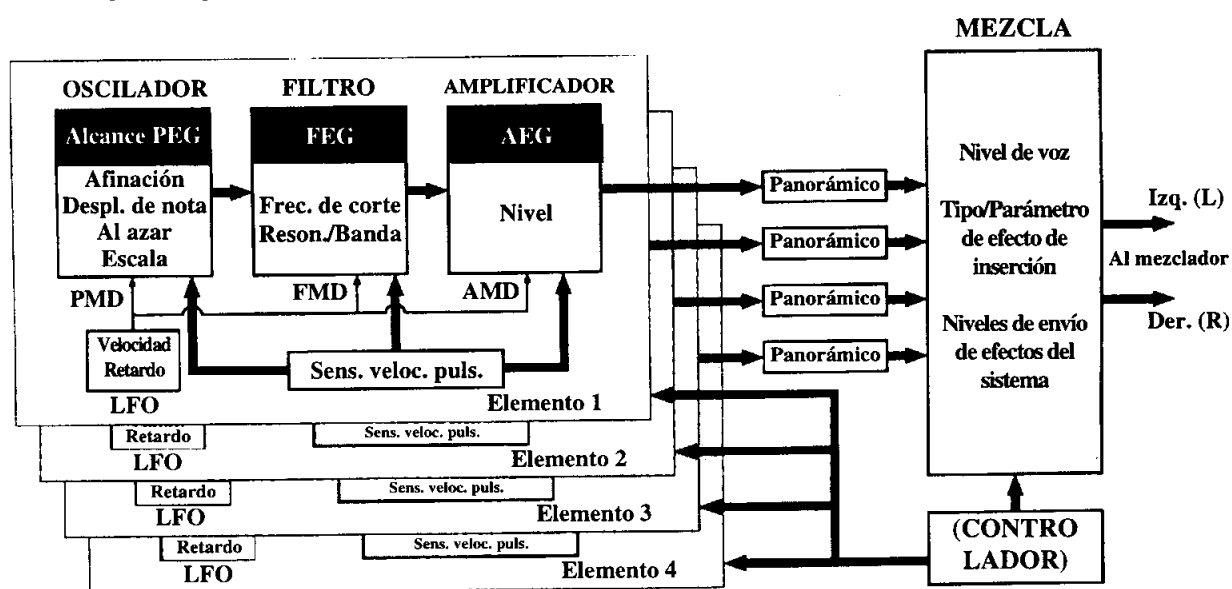 MEZCLA
OSCILADOR
FILTRO
AMPLIFICADOR
Alcance PEG
FEG
AEG
Afinación
Despl. de nota
Al azar
Escala
Frec. de corte
Reson./Banda
Nivel
PMD
FMD
AMD
Velocidad
Retardo
LFO
Sens. veloc. puls.
Elemento 1
Retardo
LFO
Sens. veloc. puls.
Elemento 2
Retardo
LFO
Sens. veloc. puls.
Elemento 3
Retardo
LFO
Sens. veloc. puls.
Elemento 4
Panorámico
Panorámico
Panorámico
Panorámico
Nivel de voz
Tipo/Parámetro
de efecto de
inserción
Niveles de envío
de efectos del
sistema
Izq. (L)
Al mezclador
Der. (R)
(CONTRO
LADOR)